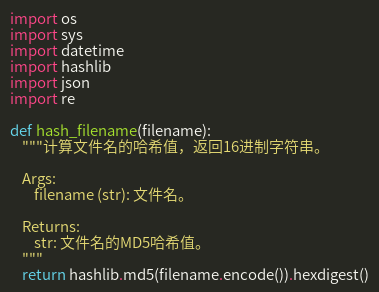 import os
import sys
import datetime
import hashlib
import json
import re
def hash_filename(filename):
"""计算文件名的哈希值，返回16进制字符串。
Args:
filename (str): 文件名。
Returns:
str: 文件名的MD5哈希值。
"""
return hashlib.md5(filename.encode()).hexdigest()